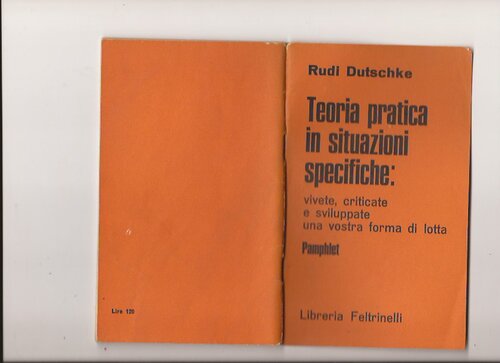 Rudi Dutschke
Teoria pratica
in situazioni
specifiche:
vivete, criticate
e sviluppate
una vostra forma di lotta
Pamphlet
Libreria Feltrinelli
Lire 120